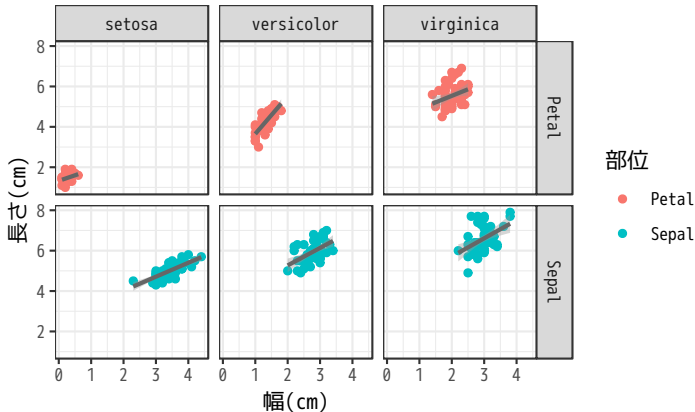 setosa versicolor virginica
8
6
4
2
Petal
8
6
4
2
Sepal
0 1 2 3 4 0 1 2 3 4 0 1 2 3 4
長さ(cm)
幅(cm)
部位
Petal
Sepal